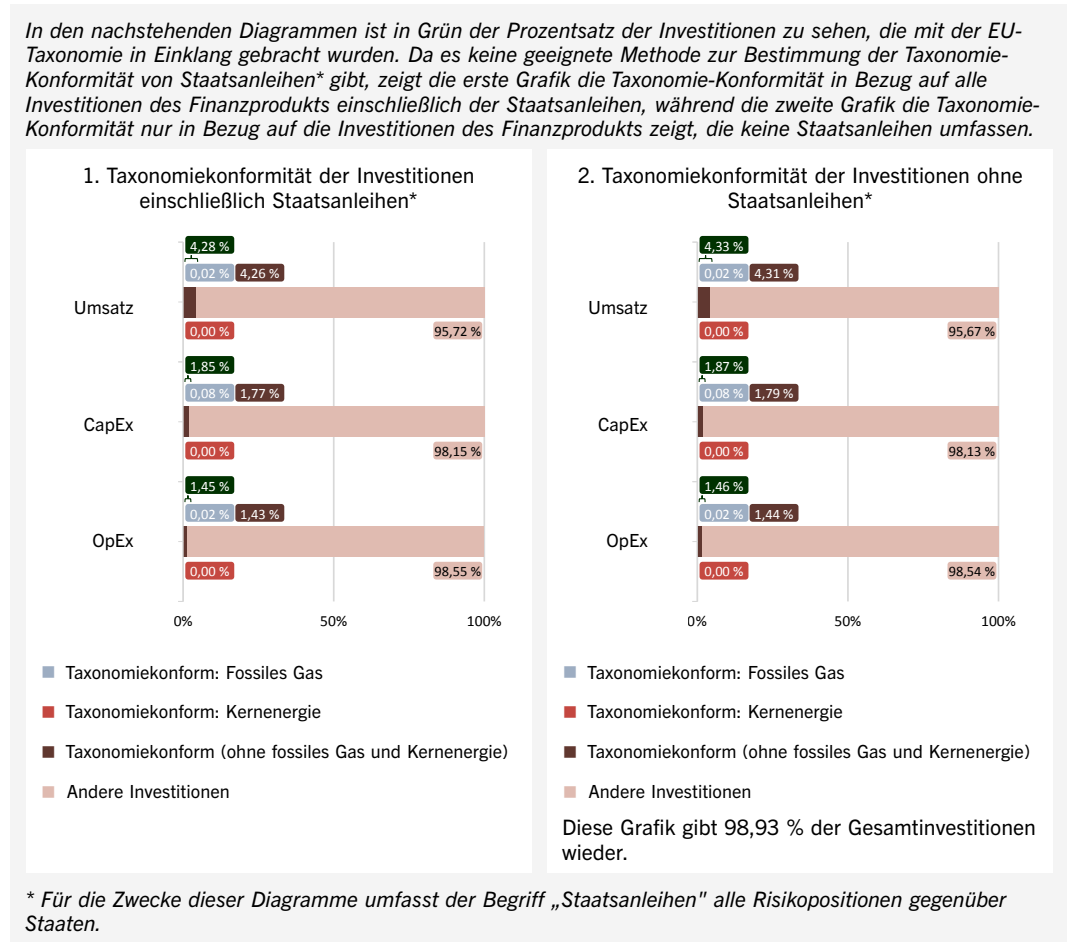 In den nachstehenden Diagrammen ist in Grün der Prozentsatz der Investitionen zu sehen, die mit der EU-
Taxonomie in Einklang gebracht wurden. Da es keine geeignete Methode zur Bestimmung der Taxonomie-
Konformität von Staatsanleihen* gibt, zeigt die erste Grafik die Taxonomie-Konformität in Bezug auf alle
Investitionen des Finanzprodukts einschließlich der Staatsanleihen, während die zweite Grafik die Taxonomie-
Konformität nur in Bezug auf die Investitionen des Finanzprodukts zeigt, die keine Staatsanleihen umfassen.
1. Taxonomiekonformität der Investitionen
einschließlich Staatsanleihen*
4,28 %
0,02 % 4,26 %
Umsatz
0,00 % 95,72 %
1,85 %
0,08 % 1,77 %
CapEx
0,00 % 98,15 %
1,45 %
0,02 % 1,43 %
OpEx
0,00 % 98,55 %
0% 50% 100%
Taxonomiekonform: Fossiles Gas
Taxonomiekonform: Kernenergie
Taxonomiekonform (ohne fossiles Gas und Kernenergie)
Andere Investitionen
2. Taxonomiekonformität der Investitionen ohne
Staatsanleihen*
4,33 %
0,02 % 4,31 %
Umsatz
0,00 % 95,67 %
1,87 %
0,08 % 1,79 %
CapEx
0,00 % 98,13 %
1,46 %
0,02 % 1,44 %
OpEx
0,00 % 98,54 %
0% 50% 100%
Taxonomiekonform: Fossiles Gas
Taxonomiekonform: Kernenergie
Taxonomiekonform (ohne fossiles Gas und Kernenergie)
Andere Investitionen
Diese Grafik gibt 98,93 % der Gesamtinvestitionen
wieder.
* Für die Zwecke dieser Diagramme umfasst der Begriff „Staatsanleihen" alle Risikopositionen gegenüber
Staaten.